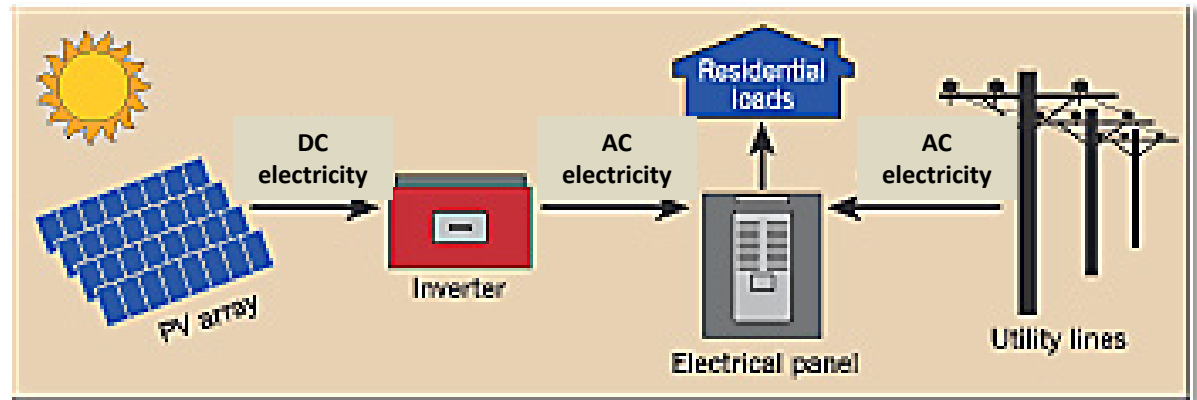 Residential
loads
DC
electricity
AC
electricity
AC
electricity
PV array
Inverter
Electrical panel
Utility lines